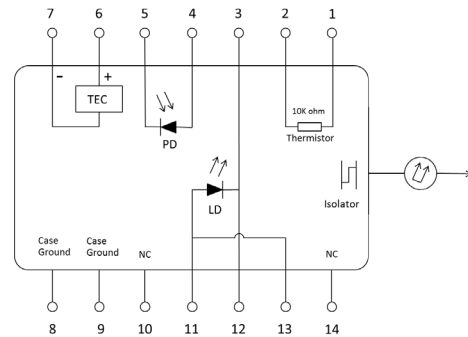 7 6 5 4 3 2 1
- +
TEC
10K ohm
Thermistor
PD
LD
Isolator
Case Ground
Case Ground
NC
NC
8 9 10 11 12 13 14